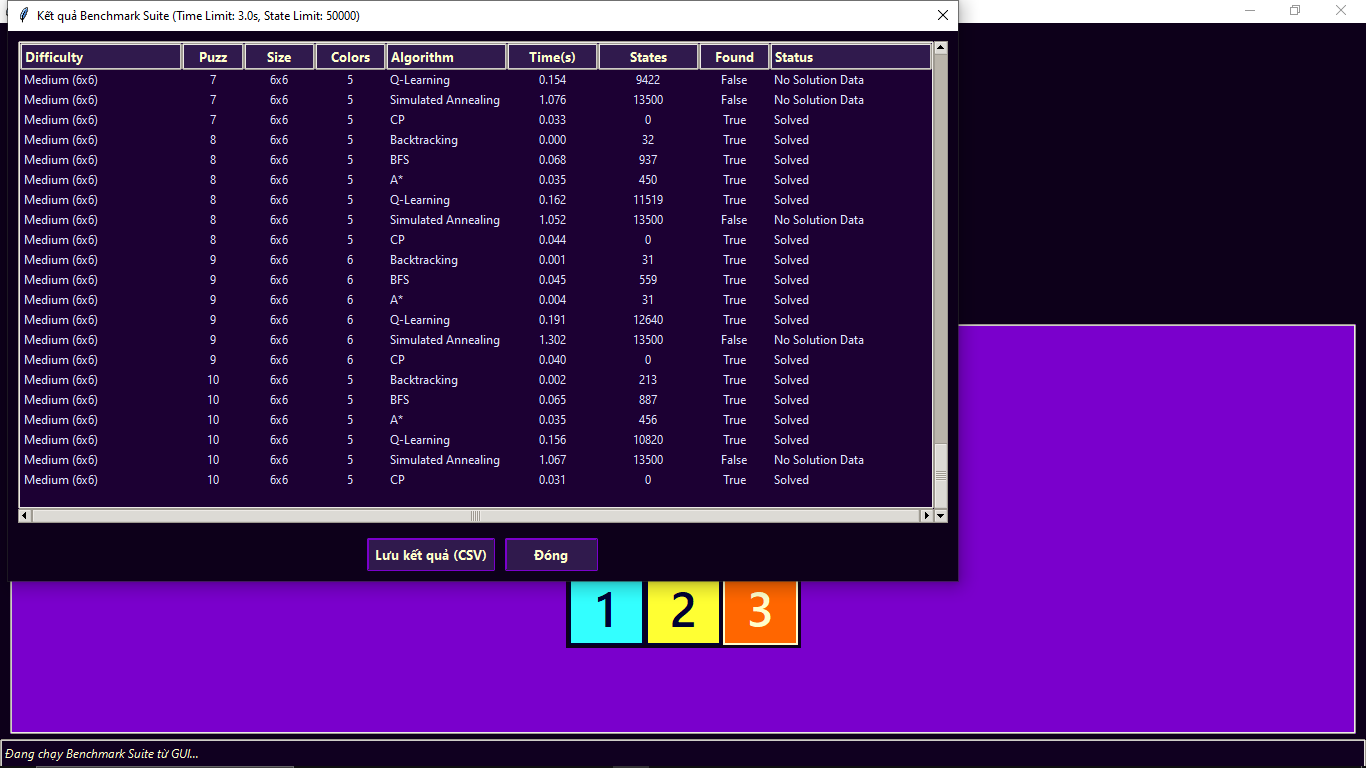 Kết quả Benchmark Suite (Time Limit: 3.0s, State Limit: 50000)
Difficulty Puzz Size Colors Algorithm Time(s) States Found Status
Medium (6x6) 7 6x6 5 Q-Learning 0.154 9422 False No Solution Data
Medium (6x6) 7 6x6 5 Simulated Annealing 1.076 13500 False No Solution Data
Medium (6x6) 7 6x6 5 CP 0.033 0 True Solved
Medium (6x6) 8 6x6 5 Backtracking 0.000 32 True Solved
Medium (6x6) 8 6x6 5 BFS 0.068 937 True Solved
Medium (6x6) 8 6x6 5 A* 0.035 450 True Solved
Medium (6x6) 8 6x6 5 Q-Learning 0.162 11519 True Solved
Medium (6x6) 8 6x6 5 Simulated Annealing 1.052 13500 False No Solution Data
Medium (6x6) 8 6x6 5 CP 0.044 0 True Solved
Medium (6x6) 9 6x6 6 Backtracking 0.001 31 True Solved
Medium (6x6) 9 6x6 6 BFS 0.045 559 True Solved
Medium (6x6) 9 6x6 6 A* 0.004 31 True Solved
Medium (6x6) 9 6x6 6 Q-Learning 0.191 12640 True Solved
Medium (6x6) 9 6x6 6 Simulated Annealing 1.302 13500 False No Solution Data
Medium (6x6) 9 6x6 6 CP 0.040 0 True Solved
Medium (6x6) 10 6x6 5 Backtracking 0.002 213 True Solved
Medium (6x6) 10 6x6 5 BFS 0.065 887 True Solved
Medium (6x6) 10 6x6 5 A* 0.035 456 True Solved
Medium (6x6) 10 6x6 5 Q-Learning 0.156 10820 True Solved
Medium (6x6) 10 6x6 5 Simulated Annealing 1.067 13500 False No Solution Data
Medium (6x6) 10 6x6 5 CP 0.031 0 True Solved
Lưu kết quả (CSV) Đóng
1 2 3
Đang chạy Benchmark Suite từ GUI...